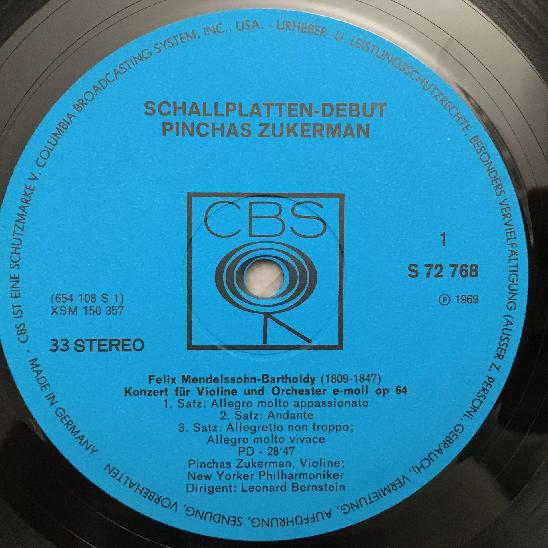 CBS IST EINE SCHUTZMARKE V. COLUMBIA BROADCASTING SYSTEM, INC., USA. - URHEBER- U. LEISTUNGSSCHUTZRECHTE, BESONDERS VERVIELFÄLTIGUNG (AUSSER Z. PERSÖNL. GEBRAUCH), VERMIETUNG, AUFFÜHRUNG, SENDUNG, VORBEHALTEN · MADE IN GERMANY ·
SCHALLPLATTEN-DEBUT
PINCHAS ZUKERMAN
CBS
1
S 72 768
(654 108 S 1)
XSM 150 357
℗ 1969
33 STEREO
Felix Mendelssohn-Bartholdy (1809-1847)
Konzert für Violine und Orchester e-moll op 64
1. Satz: Allegro molto appassionato
2. Satz: Andante
3. Satz: Allegretto non troppo;
Allegro molto vivace
PD - 28'47
Pinchas Zukerman, Violine;
New Yorker Philharmoniker
Dirigent: Leonard Bernstein